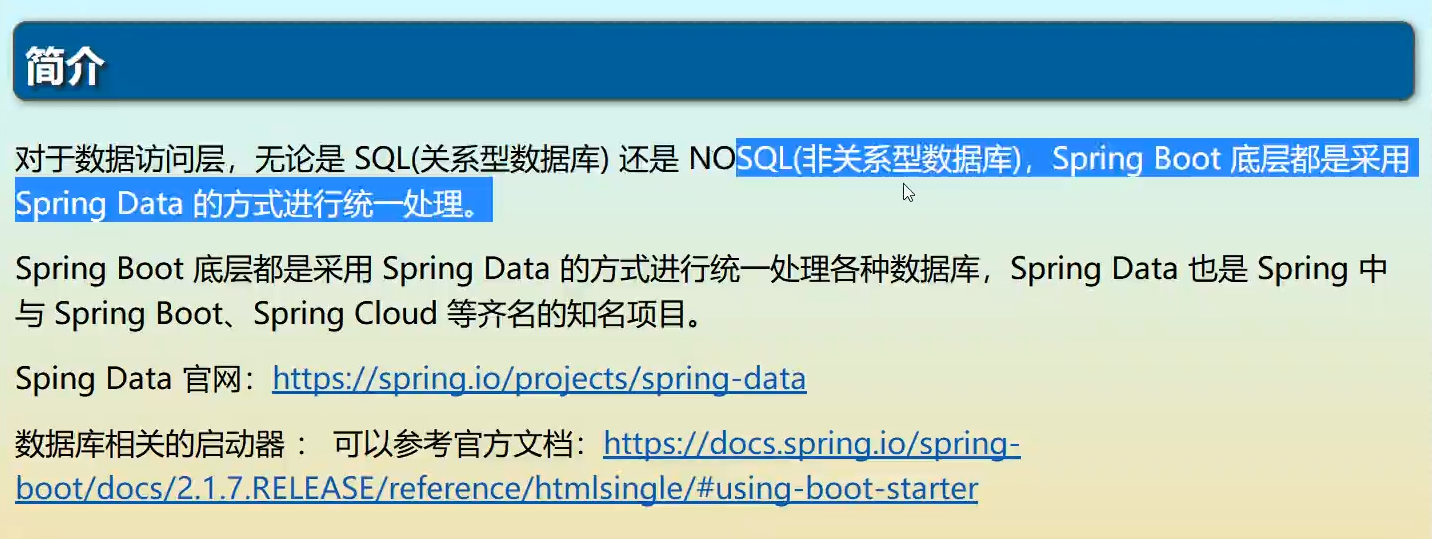 简介
对于数据访问层，无论是 SQL(关系型数据库) 还是 NOSQL(非关系型数据库)，Spring Boot 底层都是采用
Spring Data 的方式进行统一处理。
Spring Boot 底层都是采用 Spring Data 的方式进行统一处理各种数据库，Spring Data 也是 Spring 中
与 Spring Boot、Spring Cloud 等齐名的知名项目。
Sping Data 官网：https://spring.io/projects/spring-data
数据库相关的启动器 ： 可以参考官方文档：https://docs.spring.io/spring-
boot/docs/2.1.7.RELEASE/reference/htmlsingle/#using-boot-starter